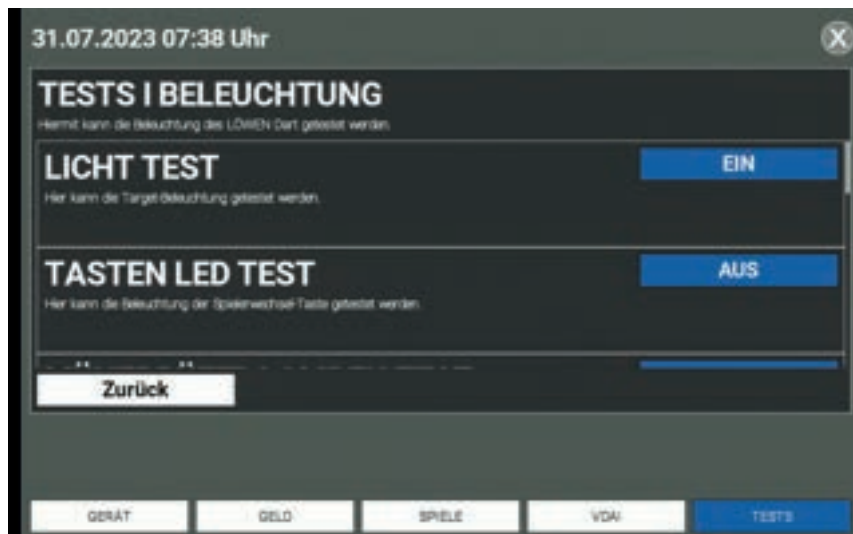 31.07.2023 07:38 Uhr
X
TESTS I BELEUCHTUNG
Hiermit kann die Beleuchtung des LÖWEN Dart getestet werden.
LICHT TEST
EIN
Hier kann die Target-Beleuchtung getestet werden.
TASTEN LED TEST
AUS
Hier kann die Beleuchtung der Spielerwechsel-Taste getestet werden.
Zurück
GERÄT
GELD
SPIELE
VDAI
TESTS